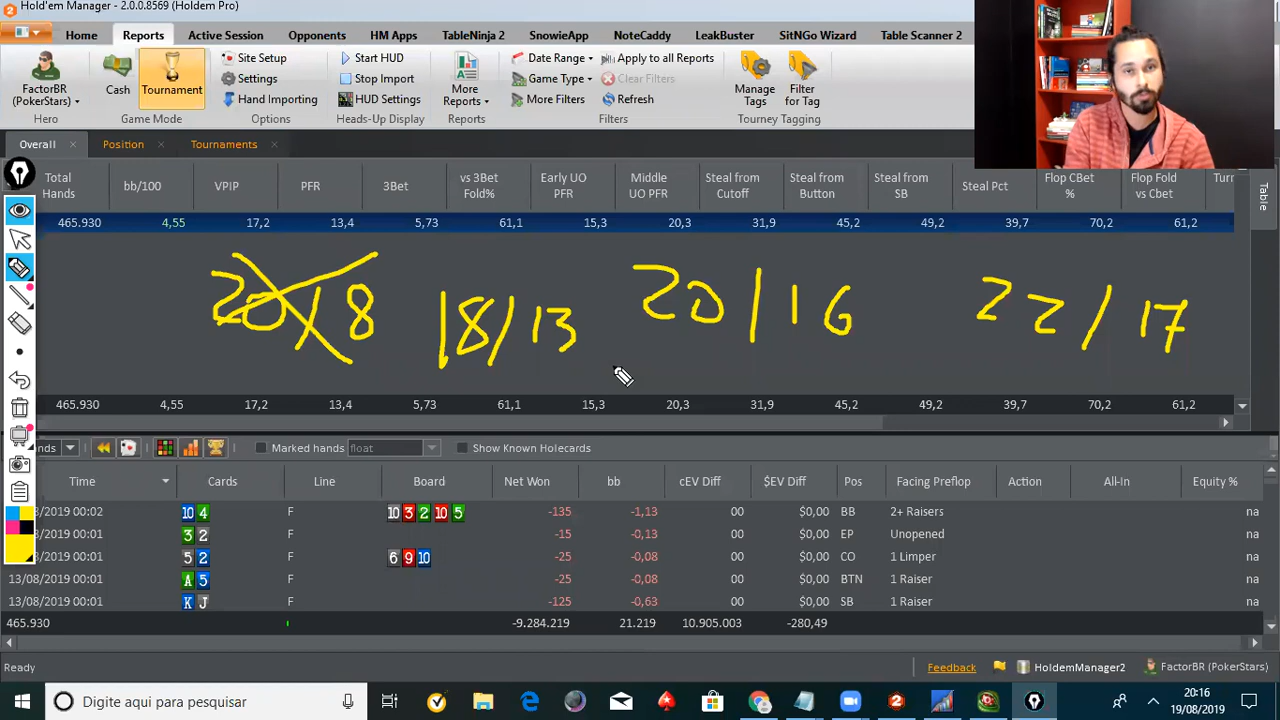 Hold'em Manager - 2.0.0.8569 (Holdem Pro)
Home Reports Active Session Opponents HM Apps TableNinja 2 SnowieApp NoteCaddy LeakBuster SitNGo Wizard Table Scanner 2
FactorBR (PokerStars) Cash Tournament Site Setup Settings Hand Importing Start HUD Stop Import HUD Settings More Reports Date Range Game Type More Filters Apply to all Reports Clear Filters Refresh Manage Tags Filter for Tag
Hero Game Mode Options Heads-Up Display Reports Filters Tourney Tagging
Overall Position Tournaments
Total Hands bb/100 VPIP PFR 3Bet vs 3Bet Fold% Early UO PFR Middle UO PFR Steal from Cutoff Steal from Button Steal from SB Steal Pct Flop CBet % Flop Fold vs Cbet Table
465.930 4,55 17,2 13,4 5,73 61,1 15,3 20,3 31,9 45,2 49,2 39,7 70,2 61,2
20/8 18/13 20/16 22/17
465.930 4,55 17,2 13,4 5,73 61,1 15,3 20,3 31,9 45,2 49,2 39,7 70,2 61,2
Marked hands float Show Known Holecards
Time Cards Line Board Net Won bb cEV Diff $EV Diff Pos Facing Preflop Action All-In Equity %
/08/2019 00:02 10 4 F 10 3 2 10 5 -135 -1,13 00 $0,00 BB 2+ Raisers na
/08/2019 00:01 3 2 F -15 -0,13 00 $0,00 EP Unopened na
/08/2019 00:01 5 2 F 6 9 10 -25 -0,08 00 $0,00 CO 1 Limper na
13/08/2019 00:01 A 5 F -25 -0,08 00 $0,00 BTN 1 Raiser na
13/08/2019 00:01 K J F -125 -0,63 00 $0,00 SB 1 Raiser na
465.930 -9.284.219 21.219 10.905.003 -280,49
Ready Feedback HoldemManager2 FactorBR (PokerStars)
Digite aqui para pesquisar 20:16
19/08/2019